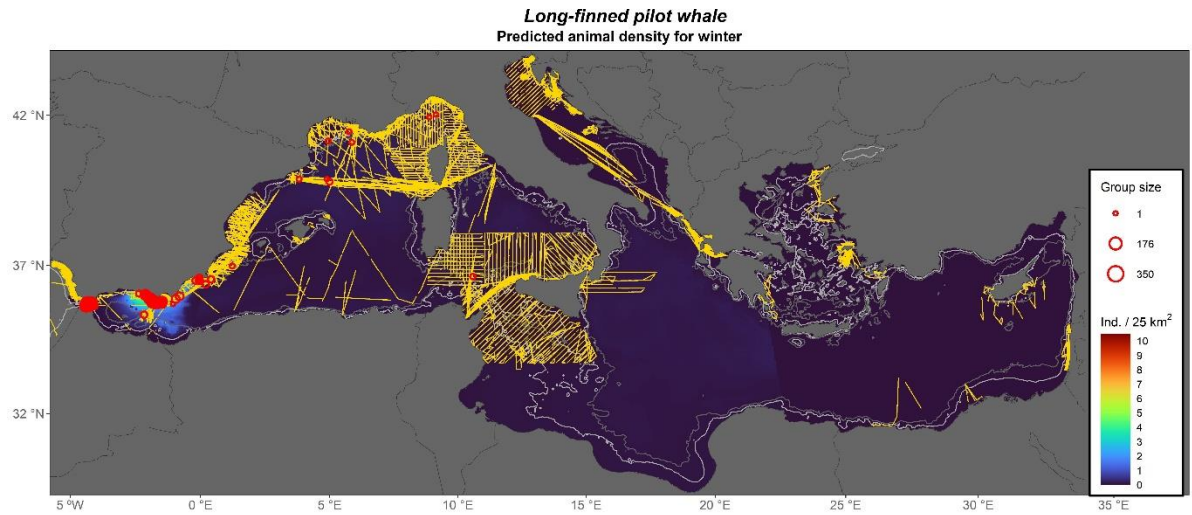 Long-finned pilot whale
Predicted animal density for winter
42 °N
37 °N
32 °N
5 °W
0 °E
5 °E
10 °E
15 °E
20 °E
25 °E
30 °E
35 °E
Group size
1
176
350
Ind. / 25 km²
10
9
8
7
6
5
4
3
2
1
0